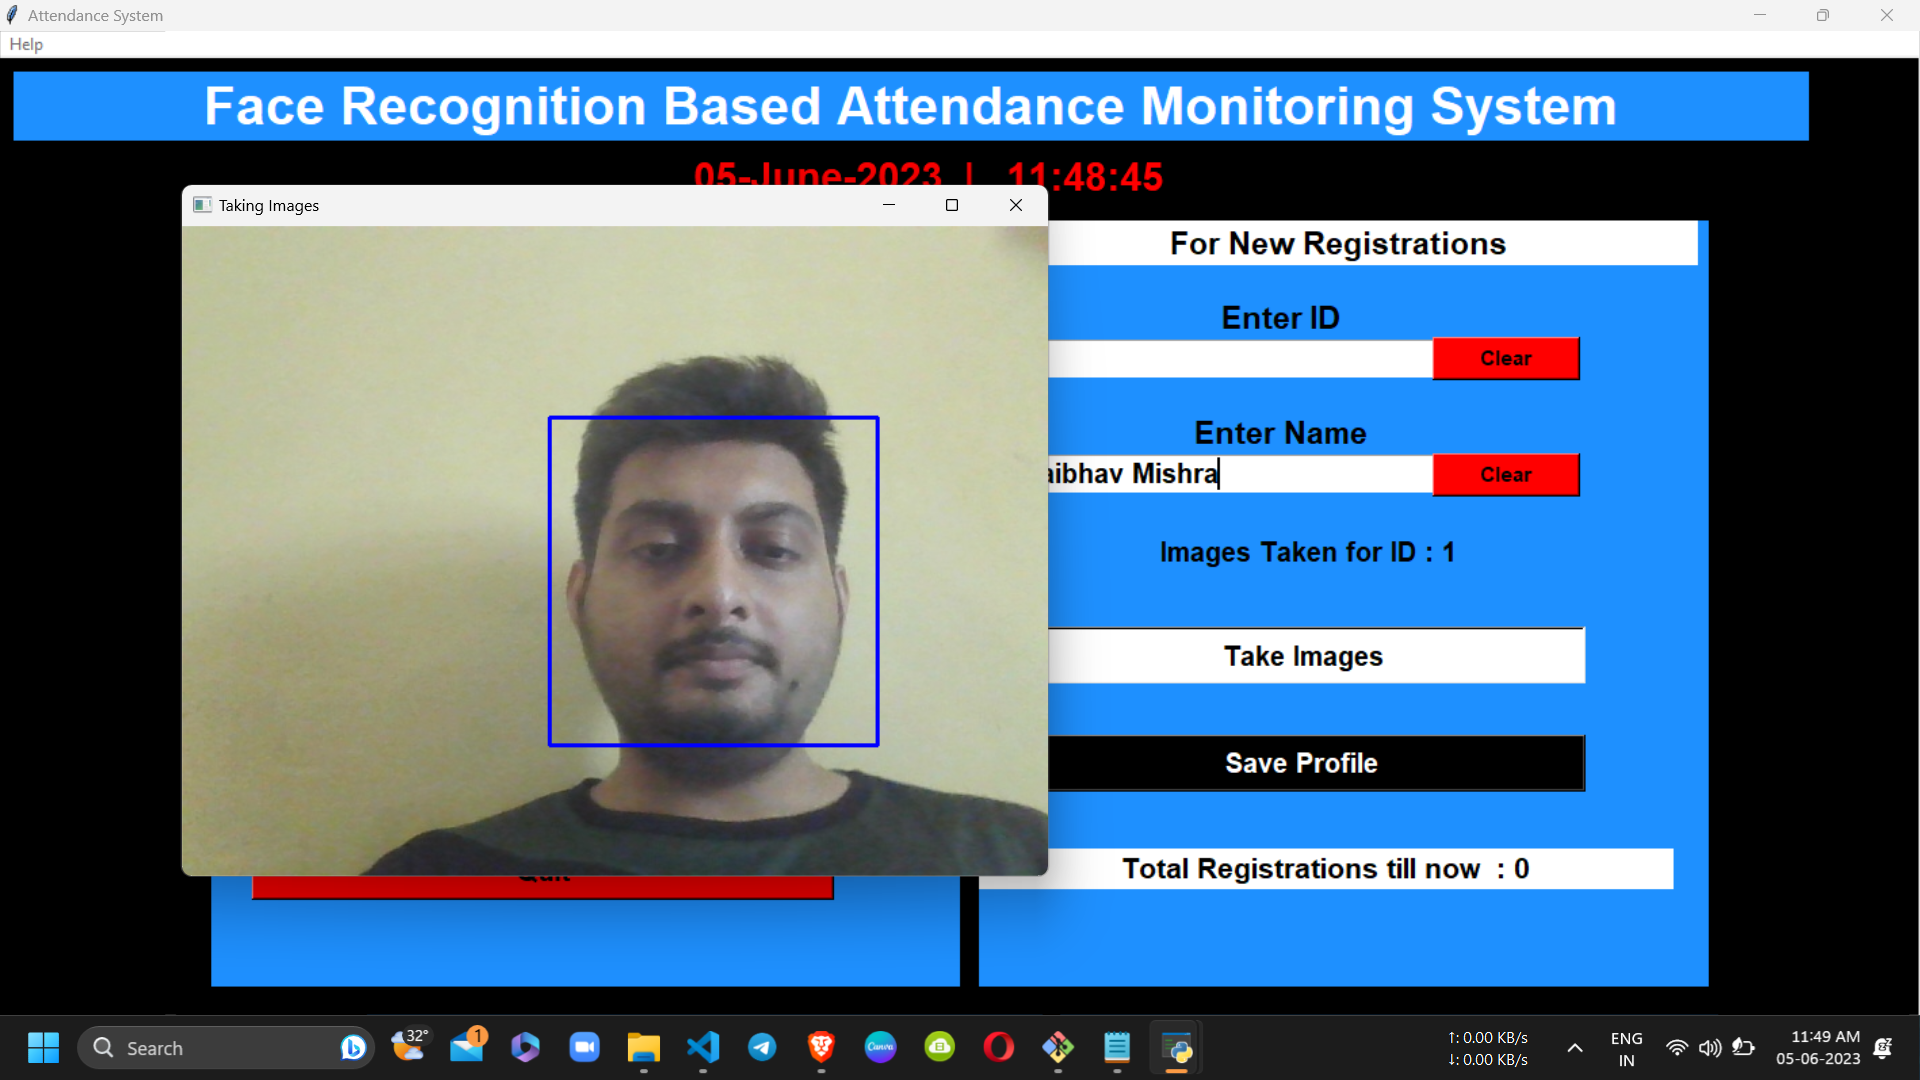 Attendance System
Help
Face Recognition Based Attendance Monitoring System
05-June-2023 | 11:48:45
Taking Images
For New Registrations
Enter ID
Clear
Enter Name
aibhav Mishra
Clear
Images Taken for ID : 1
Take Images
Save Profile
Total Registrations till now : 0
Quit
Search
32°
1
Canva
↑: 0.00 KB/s
↓: 0.00 KB/s
ENG
IN
11:49 AM
05-06-2023